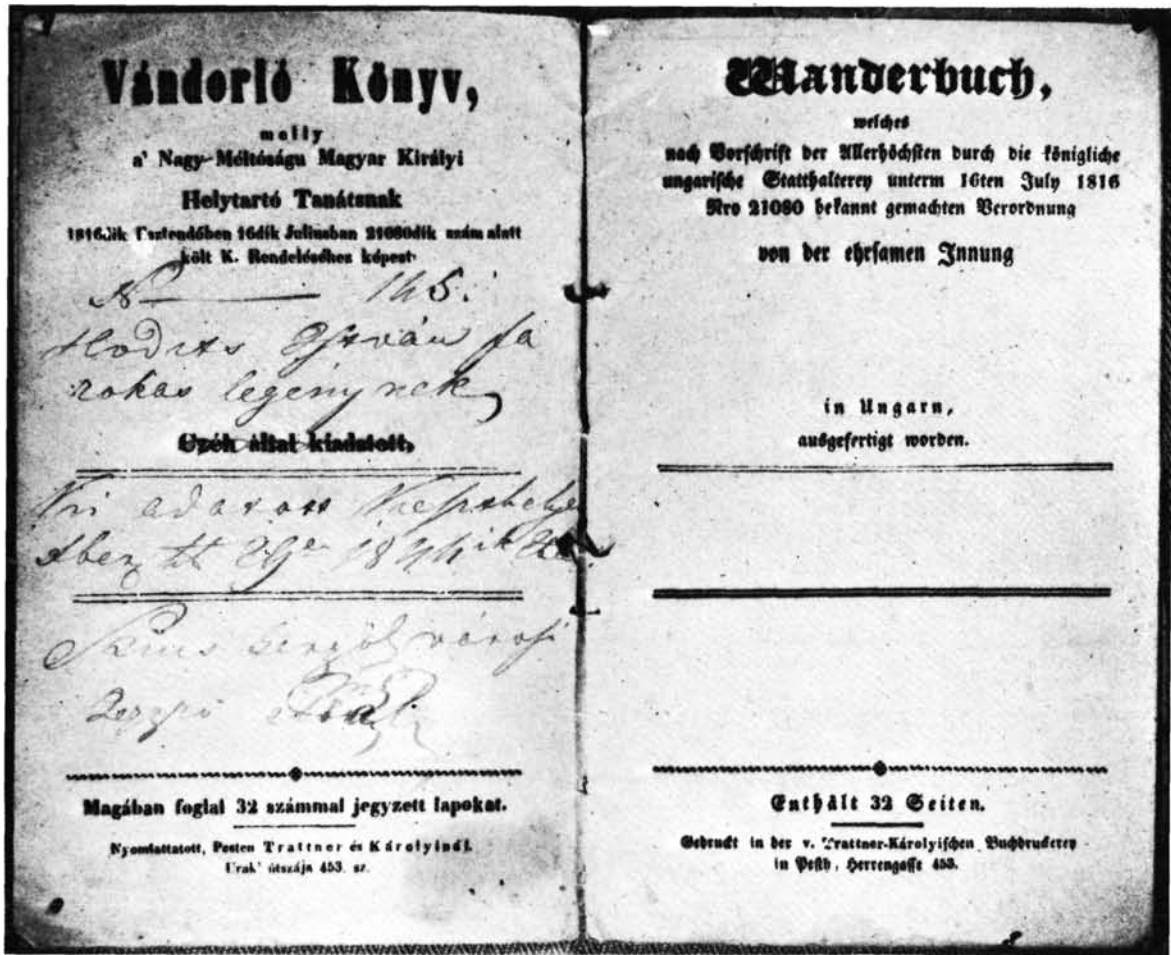 Vándorló Könyv,
melly
a' Nagy-Méltóságu Magyar Királyi
Helytartó Tanátsnak
1816dik Esztendőben 16dik Juliusban 21080dik szám alatt
költ K. Rendeléséhez képest
N 145.
Hodits István fa
zokas legénynek
Czéh által kiadatott,
városi
Magában foglal 32 számmal jegyzett lapokat.
Nyomtattatott, Pesten Trattner és Károlyinál.
Urak' útszája 453. sz.
Wanderbuch,
welches
nach Vorschrift der Allerhöchsten durch die königliche
ungarische Statthalterey unterm 16ten July 1816
Nro 21080 bekannt gemachten Verordnung
von der ehrsamen Innung
in Ungarn,
ausgefertigt worden.
Enthält 32 Seiten.
Gedruckt in der v. Trattner-Károlyischen Buchdruckerey
in Pesth, Herrengasse 453.